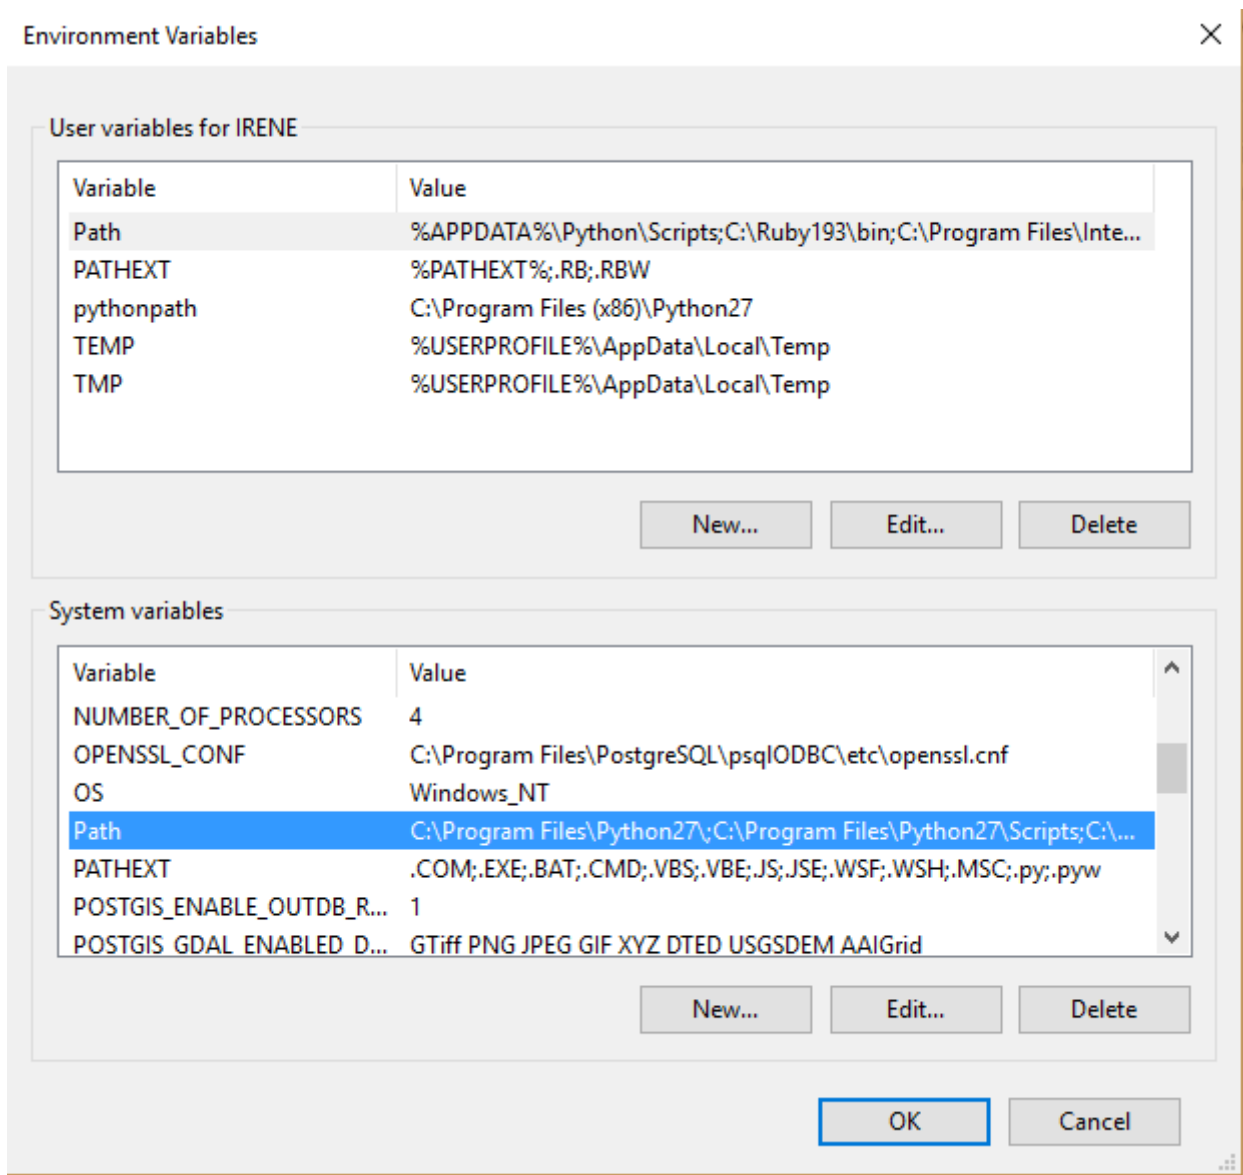 Environment Variables
User variables for IRENE
Variable Value
Path %APPDATA%\Python\Scripts;C:\Ruby193\bin;C:\Program Files\Inte...
PATHEXT %PATHEXT%;.RB;.RBW
pythonpath C:\Program Files (x86)\Python27
TEMP %USERPROFILE%\AppData\Local\Temp
TMP %USERPROFILE%\AppData\Local\Temp
New... Edit... Delete
System variables
Variable Value
NUMBER_OF_PROCESSORS 4
OPENSSL_CONF C:\Program Files\PostgreSQL\psqlODBC\etc\openssl.cnf
OS Windows_NT
Path C:\Program Files\Python27\;C:\Program Files\Python27\Scripts;C:\...
PATHEXT .COM;.EXE;.BAT;.CMD;.VBS;.VBE;.JS;.JSE;.WSF;.WSH;.MSC;.py;.pyw
POSTGIS_ENABLE_OUTDB_R... 1
POSTGIS_GDAL_ENABLED_D... GTiff PNG JPEG GIF XYZ DTED USGSDEM AAIGrid
New... Edit... Delete
OK Cancel